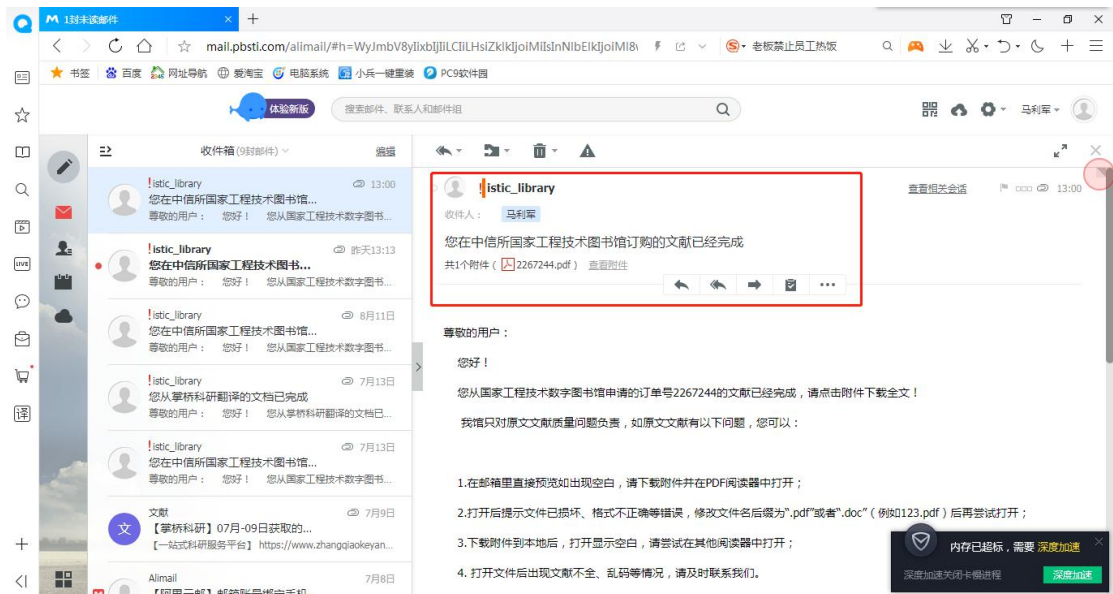 1封未读邮件
mail.pbsti.com/alimail/#h=WyJmbV8yIixbIJIiLCIiLHsiZkIkIjoiMiIsInNlbElkIjoiMl8\
老板禁止员工热饭
书签 百度 网址导航 爱淘宝 电脑系统 小兵一键重装 PC9软件园
体验新版
搜索邮件、联系人和邮件组
马利军
收件箱(9封邮件)
编辑
!istic_library 13:00
您在中信所国家工程技术图书馆...
尊敬的用户: 您好! 您从国家工程技术数字图书...
!istic_library 昨天13:13
您在中信所国家工程技术图书...
尊敬的用户: 您好! 您从国家工程技术数字图书...
!istic_library 8月11日
您在中信所国家工程技术图书馆...
尊敬的用户: 您好! 您从国家工程技术数字图书...
!istic_library 7月13日
您从掌桥科研翻译的文档已完成
尊敬的用户: 您好! 您从掌桥科研翻译的文档已...
!istic_library 7月13日
您在中信所国家工程技术图书馆...
尊敬的用户: 您好! 您从国家工程技术数字图书...
文
文献 7月9日
【掌桥科研】07月-09日获取的...
【一站式科研服务平台】 https://www.zhangqiaokeyan...
Alimail 7月8日
LIVE
译
!istic_library
查看相关会话 13:00
收件人: 马利军
您在中信所国家工程技术图书馆订购的文献已经完成
共1个附件 ( 2267244.pdf ) 查看附件
尊敬的用户:
您好!
您从国家工程技术数字图书馆申请的订单号2267244的文献已经完成,请点击附件下载全文!
我馆只对原文文献质量问题负责,如原文文献有以下问题,您可以:
1.在邮箱里直接预览如出现空白,请下载附件并在PDF阅读器中打开;
2.打开后提示文件已损坏、格式不正确等错误,修改文件名后缀为“.pdf”或者“.doc”(例如123.pdf)后再尝试打开;
3.下载附件到本地后,打开显示空白,请尝试在其他阅读器中打开;
4. 打开文件后出现文献不全、乱码等情况,请及时联系我们。
内存已超标,需要 深度加速
深度加速关闭卡慢进程 深度加速